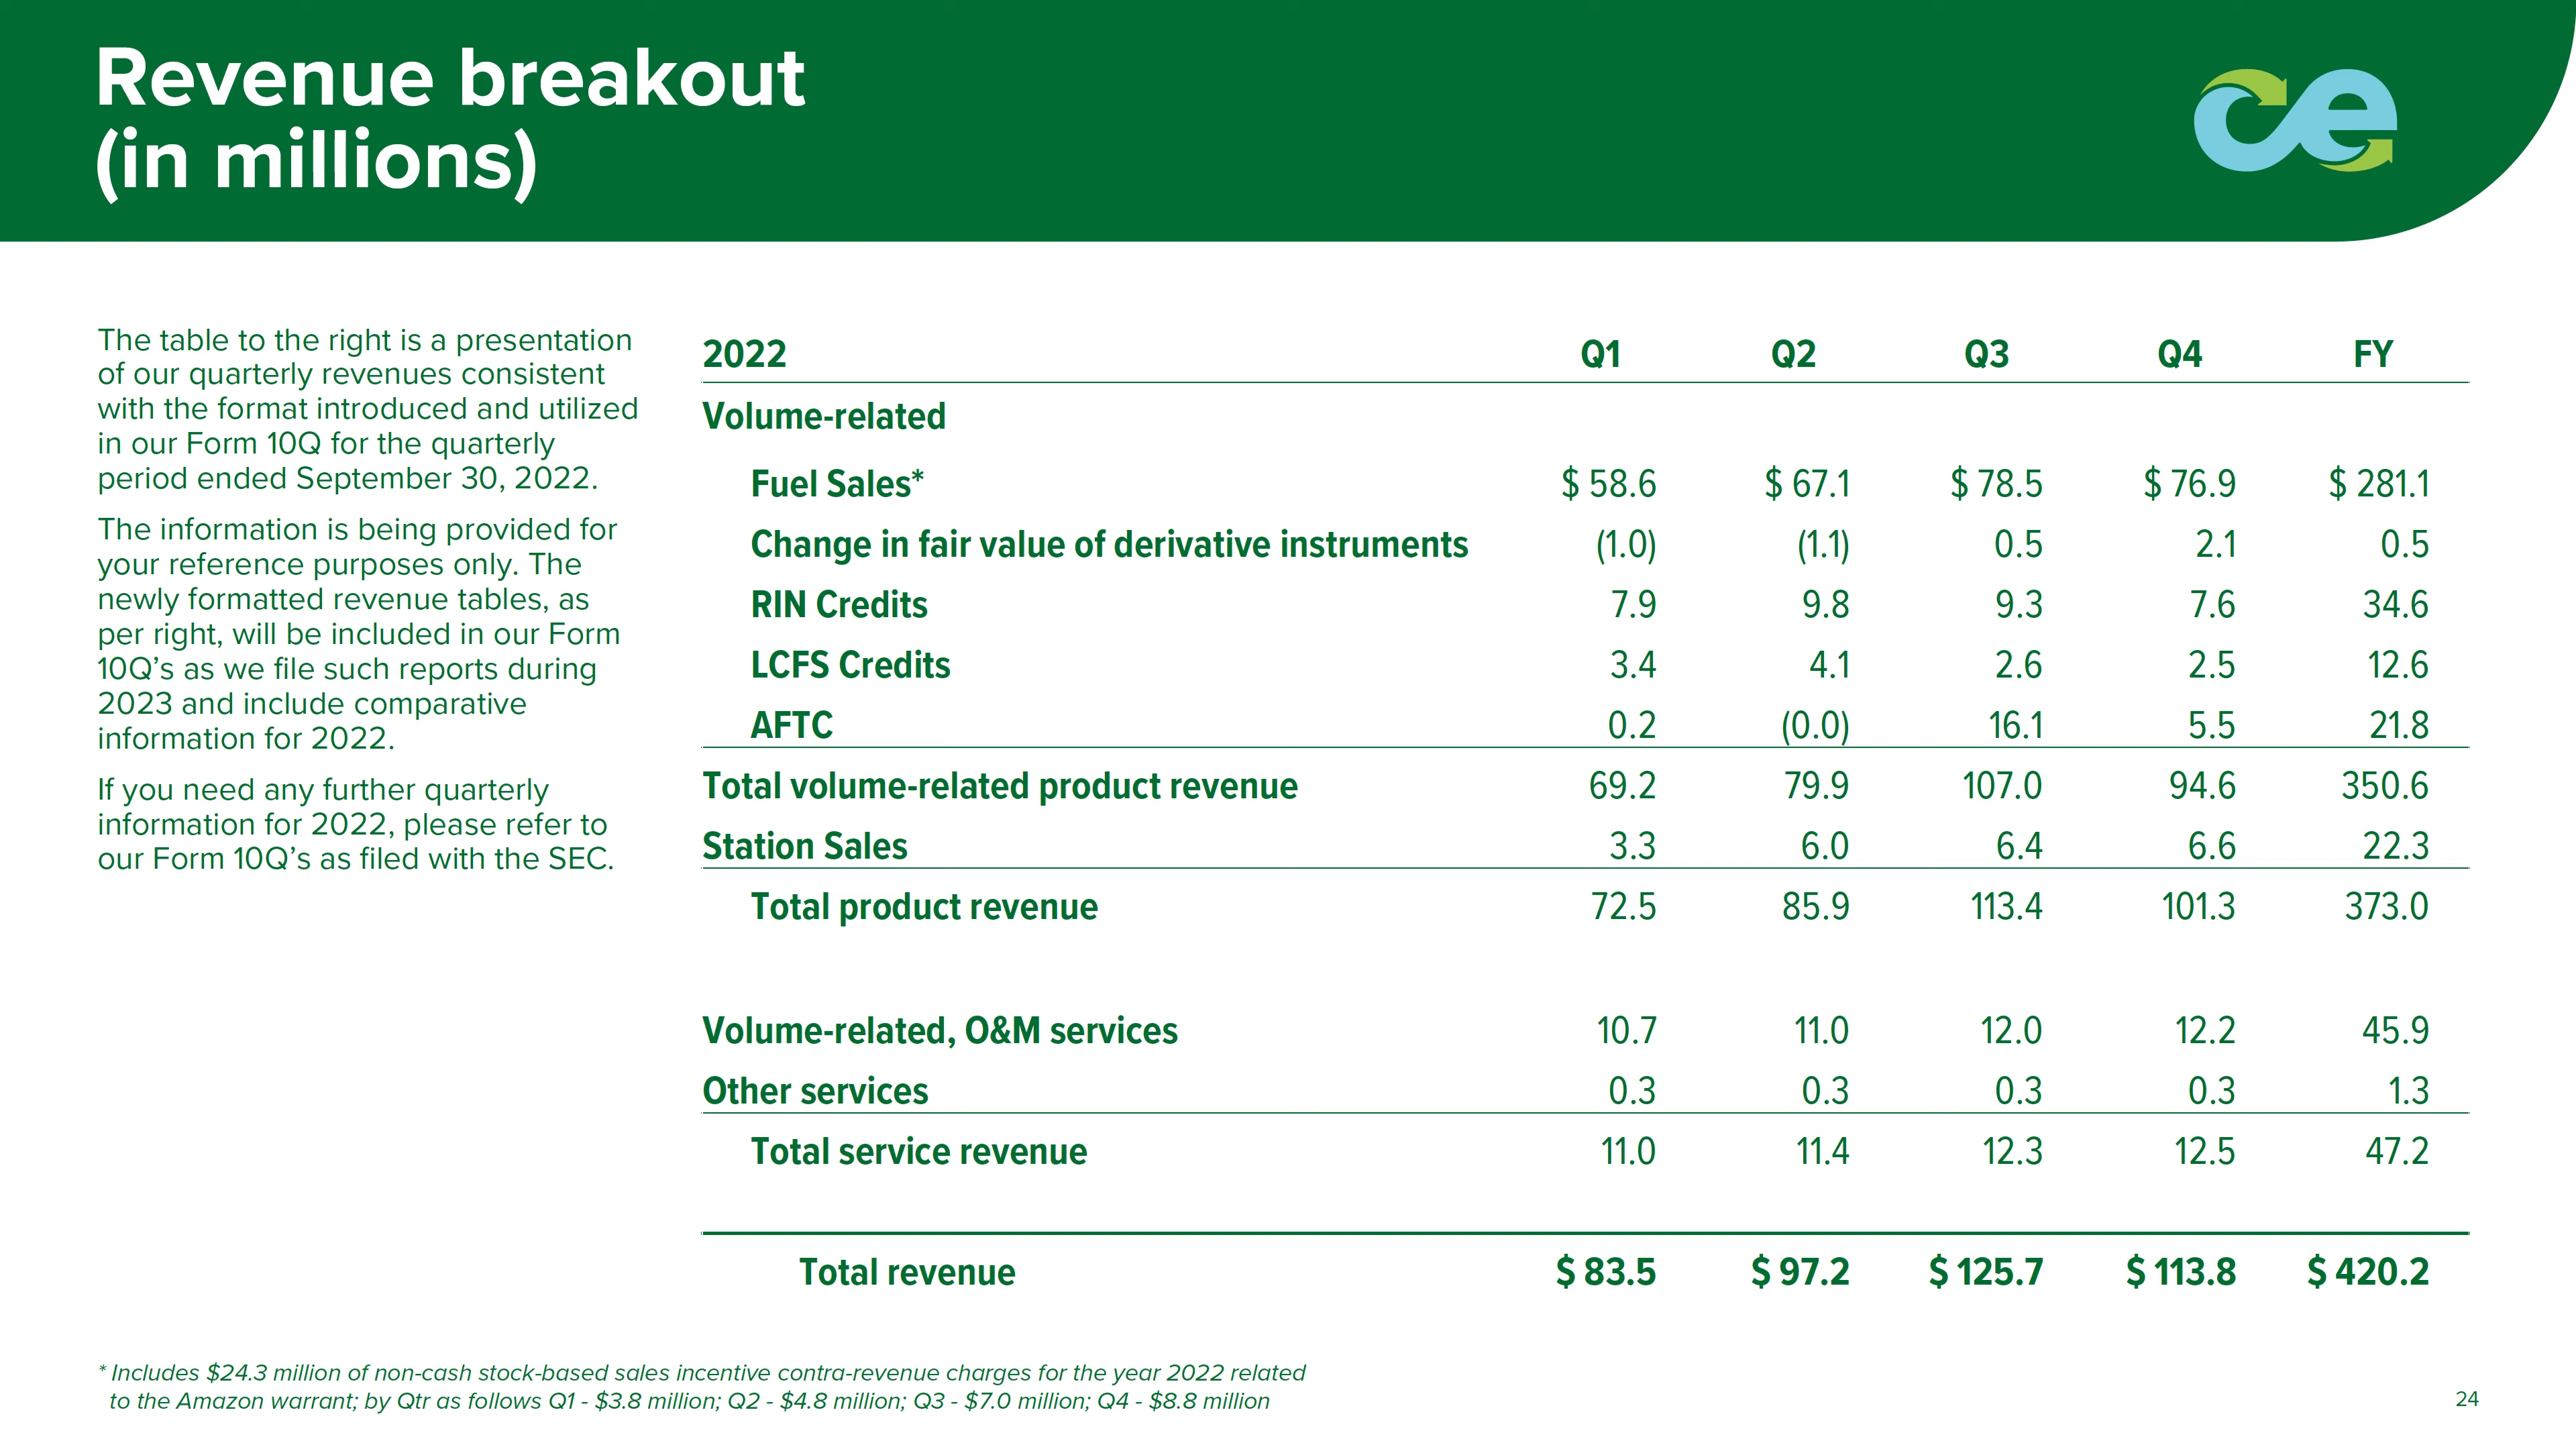 Revenue breakout
(in millions)
ce
The table to the right is a presentation
of our quarterly revenues consistent
with the format introduced and utilized
in our Form 10Q for the quarterly
period ended September 30, 2022.
The information is being provided for
your reference purposes only. The
newly formatted revenue tables, as
per right, will be included in our Form
10Q’s as we file such reports during
2023 and include comparative
information for 2022.
If you need any further quarterly
information for 2022, please refer to
our Form 10Q’s as filed with the SEC.
2022 Q1 Q2 Q3 Q4 FY
Volume-related
Fuel Sales* $ 58.6 $ 67.1 $ 78.5 $ 76.9 $ 281.1
Change in fair value of derivative instruments (1.0) (1.1) 0.5 2.1 0.5
RIN Credits 7.9 9.8 9.3 7.6 34.6
LCFS Credits 3.4 4.1 2.6 2.5 12.6
AFTC 0.2 (0.0) 16.1 5.5 21.8
Total volume-related product revenue 69.2 79.9 107.0 94.6 350.6
Station Sales 3.3 6.0 6.4 6.6 22.3
Total product revenue 72.5 85.9 113.4 101.3 373.0
Volume-related, O&M services 10.7 11.0 12.0 12.2 45.9
Other services 0.3 0.3 0.3 0.3 1.3
Total service revenue 11.0 11.4 12.3 12.5 47.2
Total revenue $ 83.5 $ 97.2 $ 125.7 $ 113.8 $ 420.2
* Includes $24.3 million of non-cash stock-based sales incentive contra-revenue charges for the year 2022 related
to the Amazon warrant; by Qtr as follows Q1 - $3.8 million; Q2 - $4.8 million; Q3 - $7.0 million; Q4 - $8.8 million
24